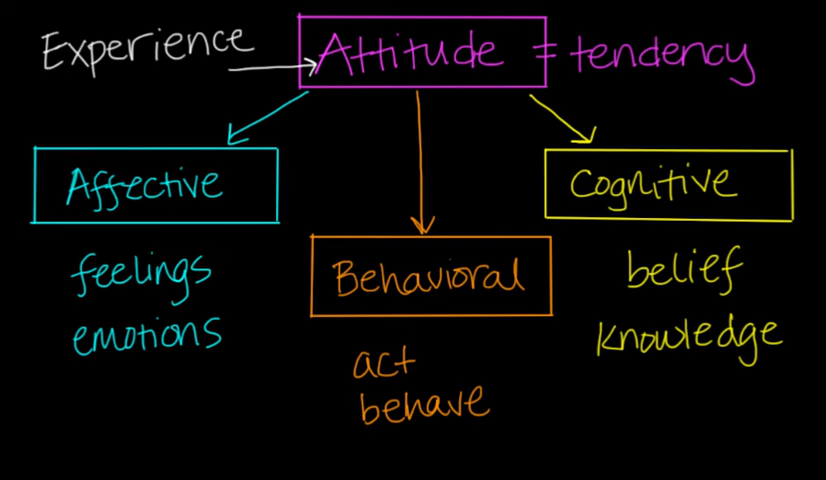 Experience
Attitude = tendency
Affective
feelings
emotions
Behavioral
act
behave
Cognitive
belief
knowledge